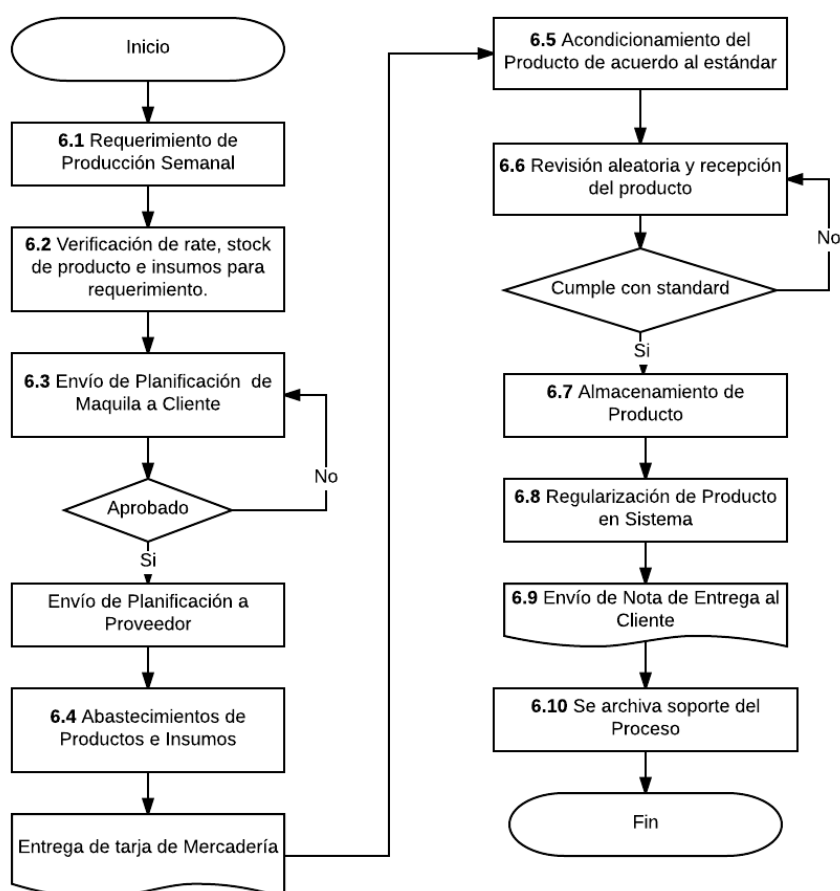 Inicio
6.1 Requerimiento de
Producción Semanal
6.2 Verificación de rate, stock
de producto e insumos para
requerimiento.
6.3 Envío de Planificación de
Maquila a Cliente
No
Aprobado
Si
Envío de Planificación a
Proveedor
6.4 Abastecimientos de
Productos e Insumos
Entrega de tarja de Mercadería
6.5 Acondicionamiento del
Producto de acuerdo al estándar
6.6 Revisión aleatoria y recepción
del producto
No
Cumple con standard
Si
6.7 Almacenamiento de
Producto
6.8 Regularización de Producto
en Sistema
6.9 Envío de Nota de Entrega al
Cliente
6.10 Se archiva soporte del
Proceso
Fin